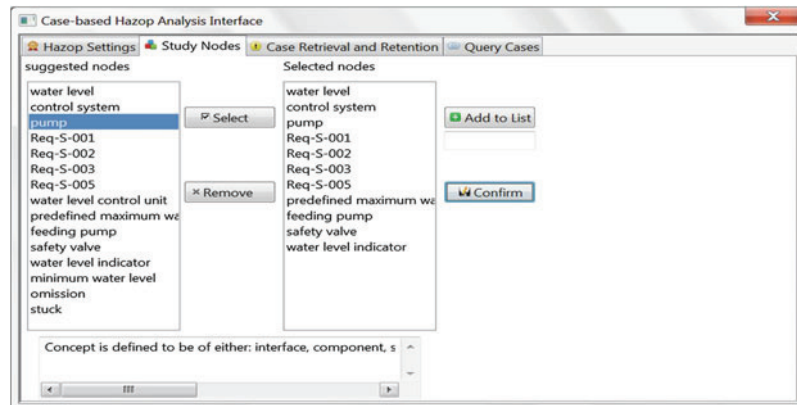 Case-based Hazop Analysis Interface
Hazop Settings Study Nodes Case Retrieval and Retention Query Cases
suggested nodes Selected nodes
water level
control system
pump
Req-S-001
Req-S-002
Req-S-003
Req-S-005
water level control unit
predefined maximum wa
feeding pump
safety valve
water level indicator
minimum water level
omission
stuck
Select
Remove
water level
control system
pump
Req-S-001
Req-S-002
Req-S-003
Req-S-005
predefined maximum wa
feeding pump
safety valve
water level indicator
Add to List
Confirm
Concept is defined to be of either: interface, component, s